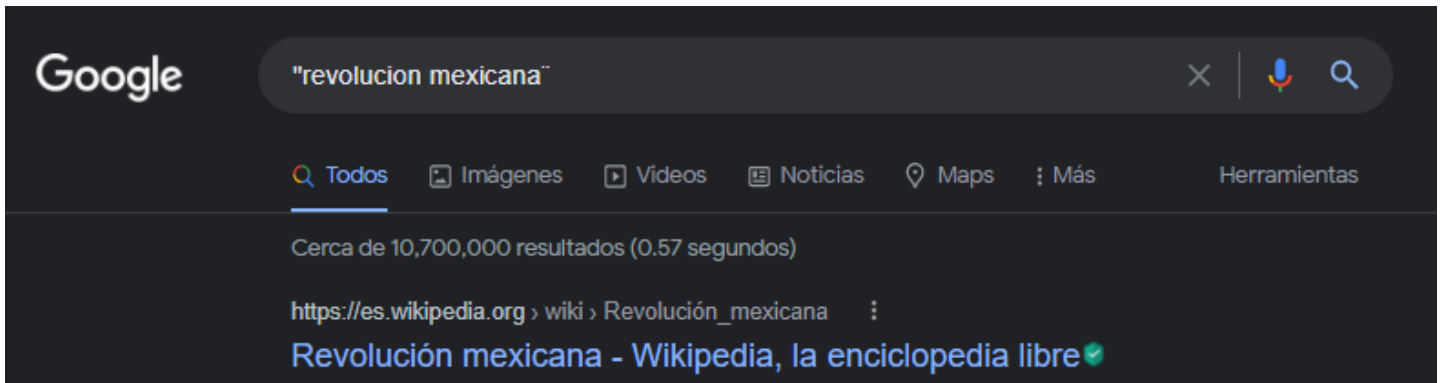 Google "revolucion mexicana¨
Todos Imágenes Videos Noticias Maps Más Herramientas
Cerca de 10,700,000 resultados (0.57 segundos)
https://es.wikipedia.org › wiki › Revolución_mexicana
Revolución mexicana - Wikipedia, la enciclopedia libre